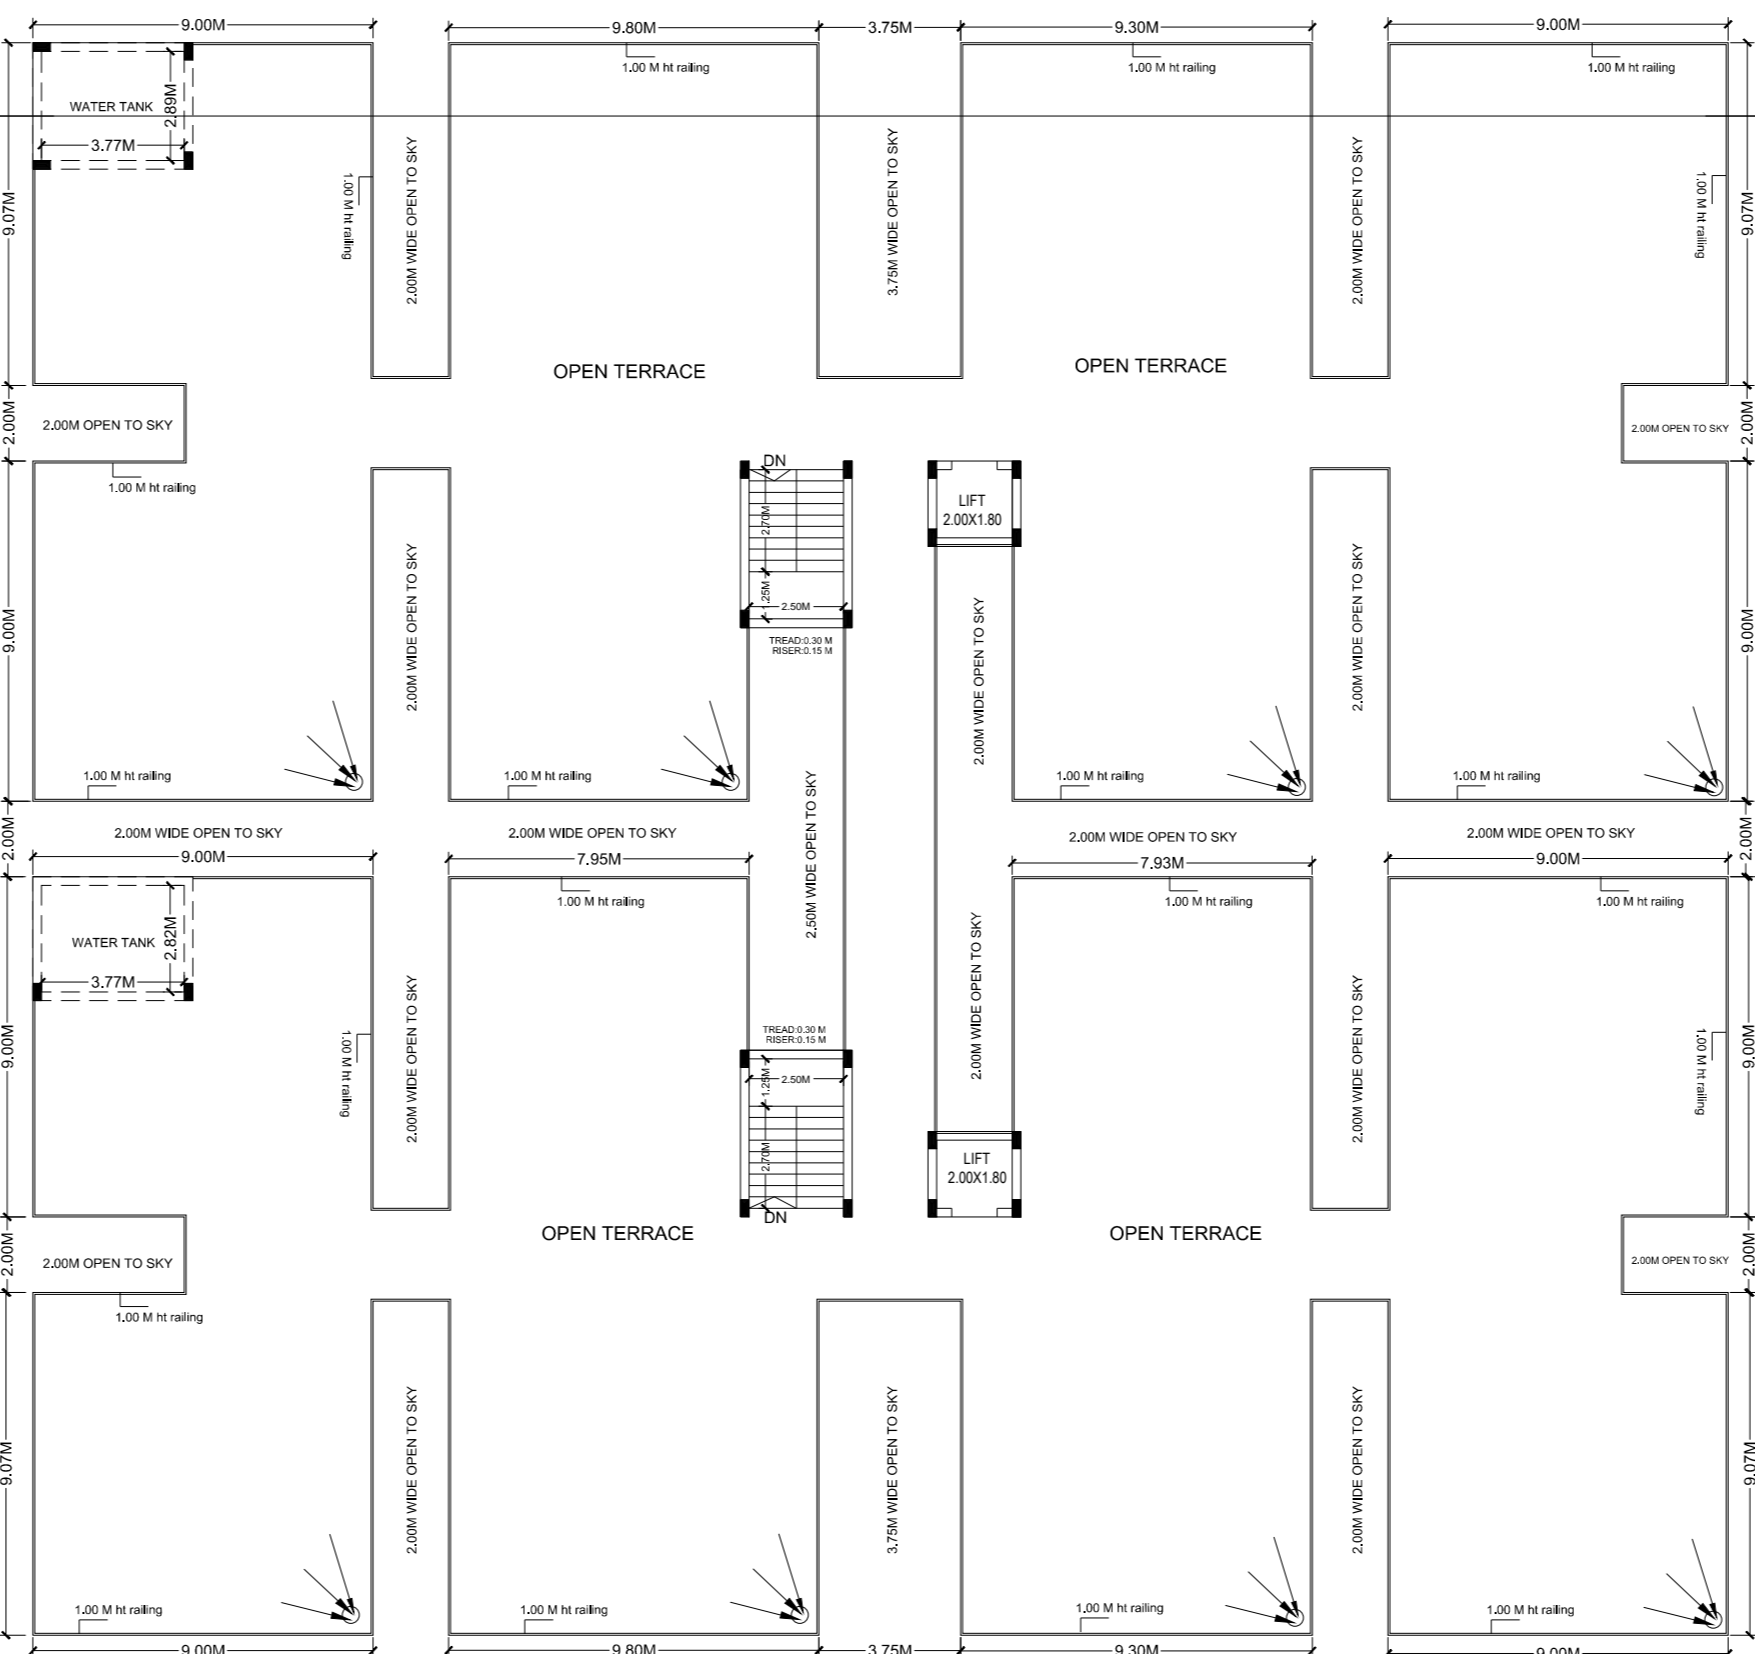 9.00M
9.80M
3.75M
9.30M
9.00M
1.00 M ht railing
1.00 M ht railing
1.00 M ht railing
WATER TANK
2.89M
3.77M
9.07M
1.00 M ht railing
2.00M WIDE OPEN TO SKY
3.75M WIDE OPEN TO SKY
2.00M WIDE OPEN TO SKY
1.00 M ht railing
9.07M
OPEN TERRACE
OPEN TERRACE
2.00M
2.00M OPEN TO SKY
2.00M OPEN TO SKY
2.00M
1.00 M ht railing
DN
2.70M
1.25M
2.50M
TREAD:0.30 M
RISER:0.15 M
LIFT
2.00X1.80
9.00M
2.00M WIDE OPEN TO SKY
2.00M WIDE OPEN TO SKY
2.00M WIDE OPEN TO SKY
9.00M
1.00 M ht railing
1.00 M ht railing
1.00 M ht railing
1.00 M ht railing
2.00M
2.00M WIDE OPEN TO SKY
2.00M WIDE OPEN TO SKY
2.50M WIDE OPEN TO SKY
2.00M WIDE OPEN TO SKY
2.00M WIDE OPEN TO SKY
2.00M
9.00M
7.95M
7.93M
9.00M
1.00 M ht railing
1.00 M ht railing
1.00 M ht railing
WATER TANK
2.82M
3.77M
9.00M
1.00 M ht railing
2.00M WIDE OPEN TO SKY
2.00M WIDE OPEN TO SKY
2.00M WIDE OPEN TO SKY
1.00 M ht railing
9.00M
TREAD:0.30 M
RISER:0.15 M
1.25M
2.50M
2.70M
DN
LIFT
2.00X1.80
OPEN TERRACE
OPEN TERRACE
2.00M
2.00M OPEN TO SKY
2.00M OPEN TO SKY
2.00M
1.00 M ht railing
9.07M
2.00M WIDE OPEN TO SKY
3.75M WIDE OPEN TO SKY
2.00M WIDE OPEN TO SKY
9.07M
1.00 M ht railing
1.00 M ht railing
1.00 M ht railing
1.00 M ht railing
9.00M
9.80M
3.75M
9.30M
9.00M